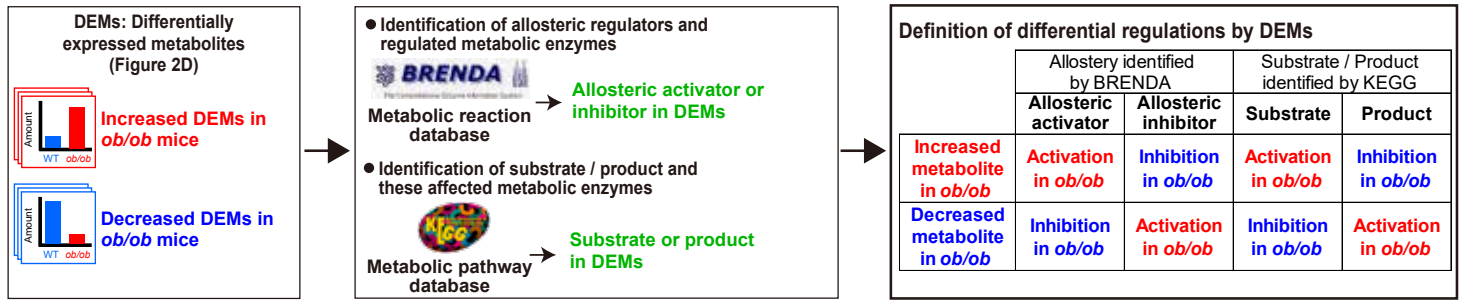 DEMs: Differentially
expressed metabolites
(Figure 2D)
Amount
WT ob/ob
Increased DEMs in
ob/ob mice
Amount
WT ob/ob
Decreased DEMs in
ob/ob mice
● Identification of allosteric regulators and
regulated metabolic enzymes
BRENDA
Metabolic reaction
database
Allosteric activator or
inhibitor in DEMs
● Identification of substrate / product and
these affected metabolic enzymes
KEGG
Metabolic pathway
database
Substrate or product
in DEMs
Definition of differential regulations by DEMs
Allostery identified
by BRENDA
Substrate / Product
identified by KEGG
Allosteric
activator
Allosteric
inhibitor
Substrate
Product
Increased
metabolite
in ob/ob
Activation
in ob/ob
Inhibition
in ob/ob
Activation
in ob/ob
Inhibition
in ob/ob
Decreased
metabolite
in ob/ob
Inhibition
in ob/ob
Activation
in ob/ob
Inhibition
in ob/ob
Activation
in ob/ob